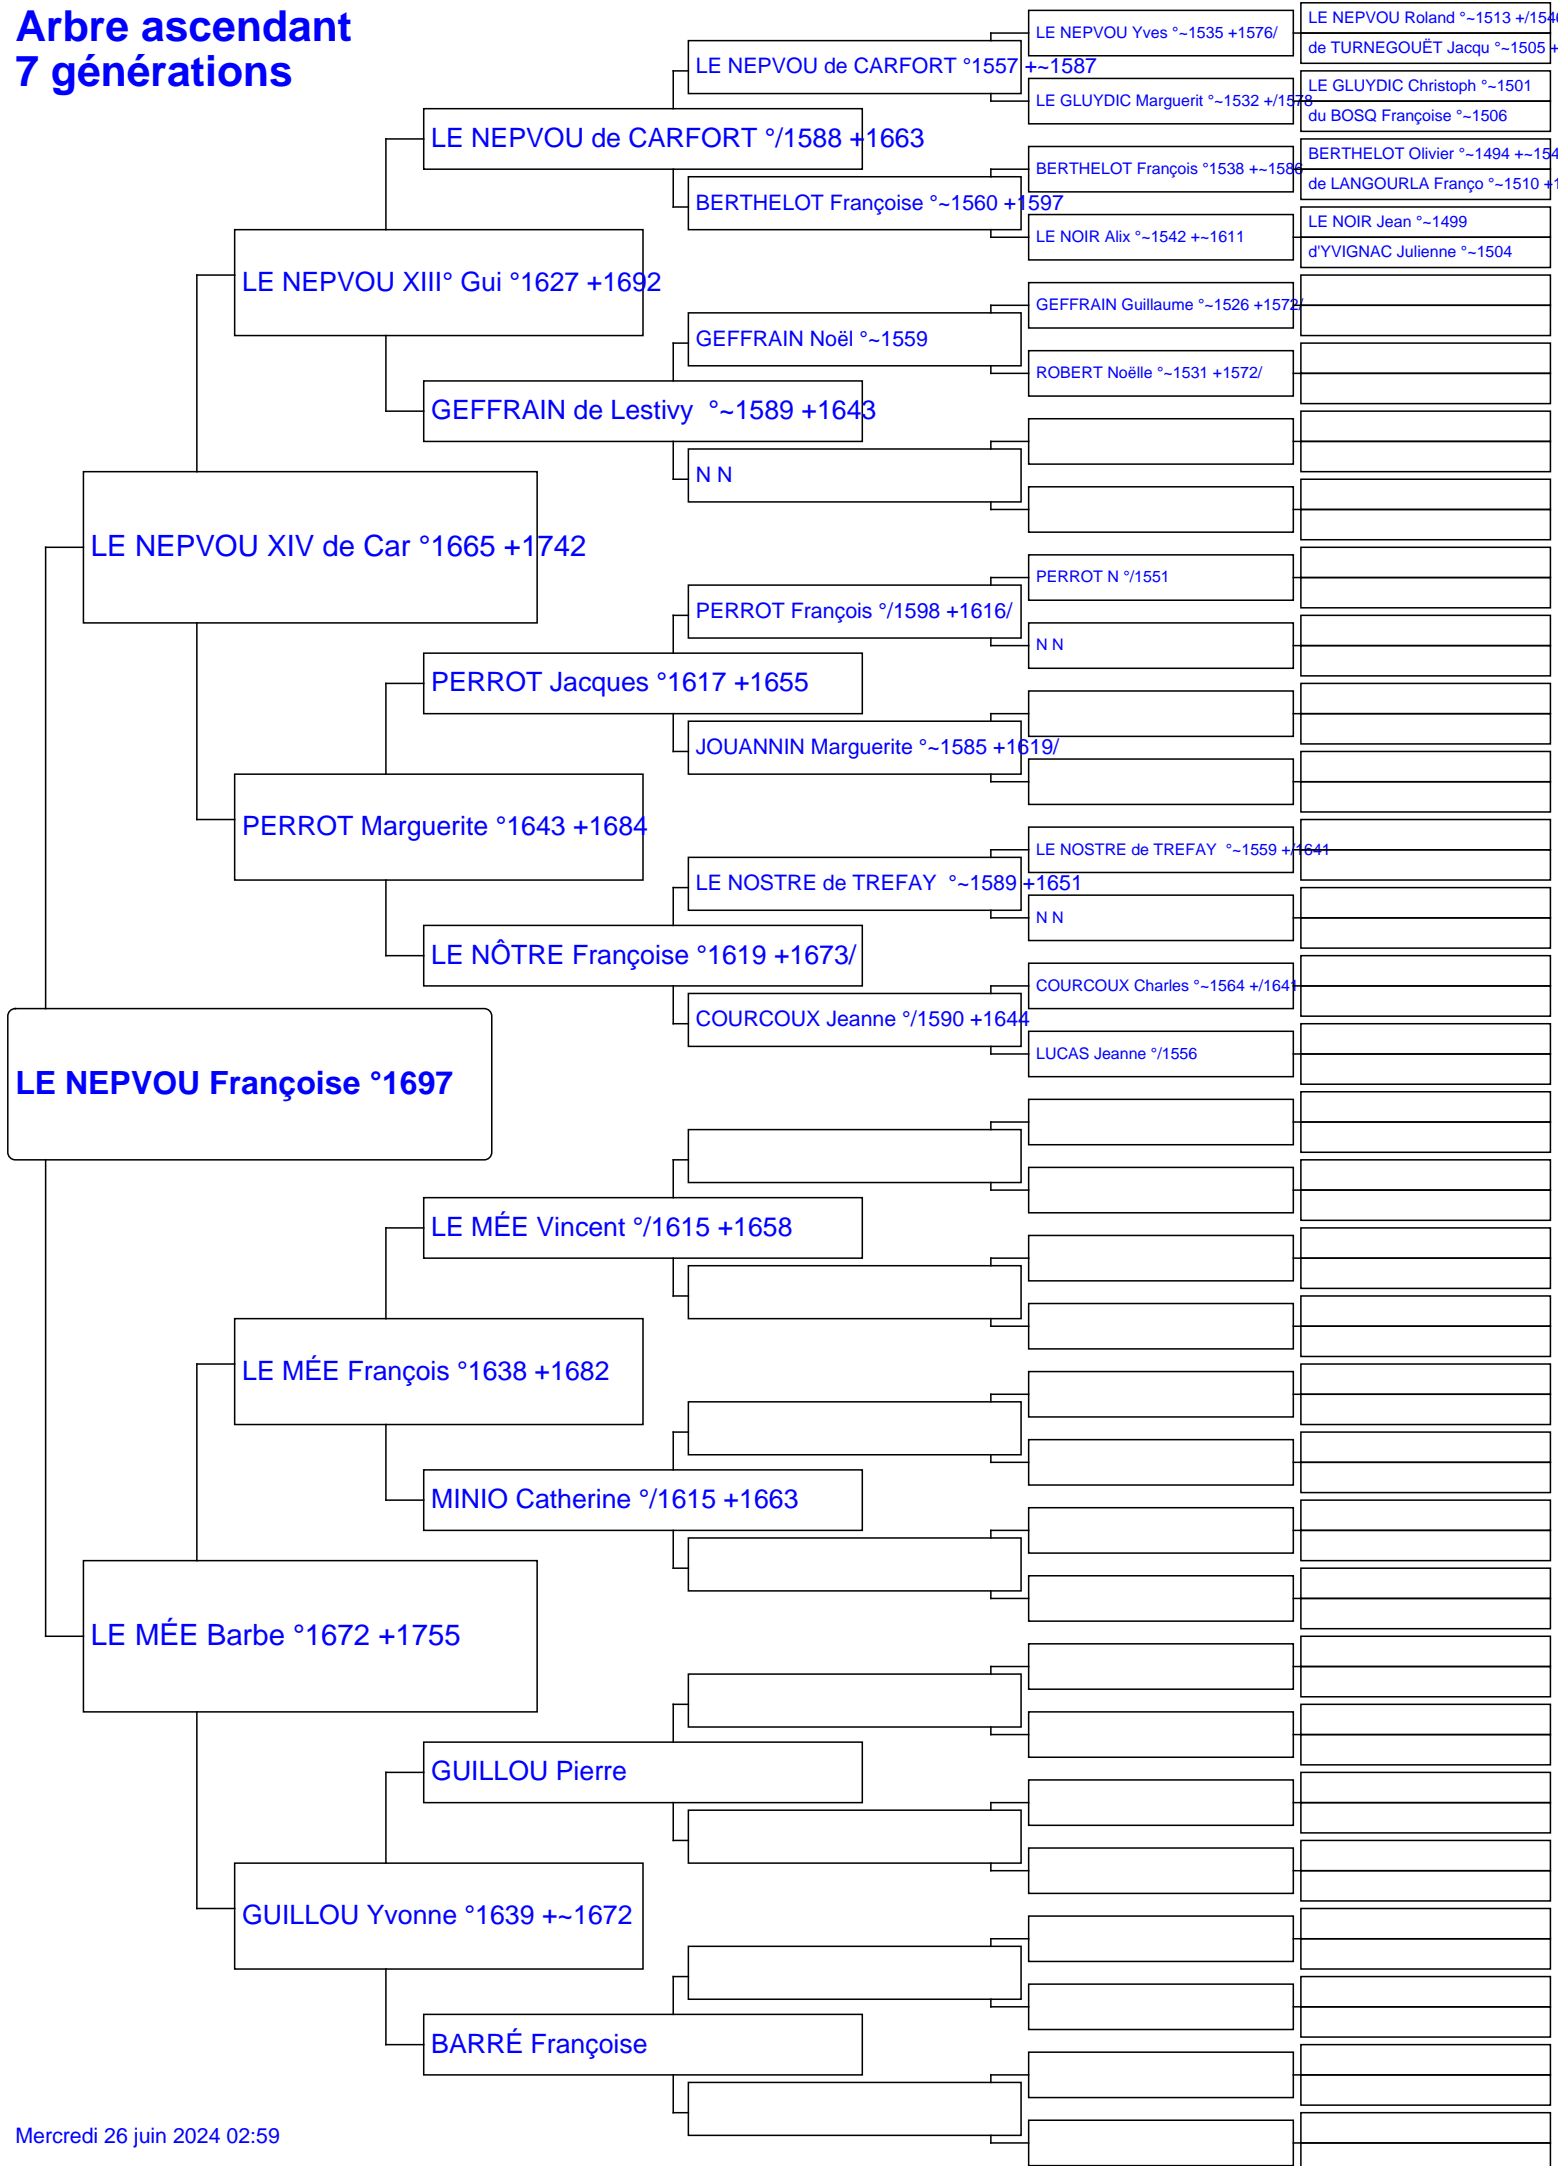 Arbre ascendant
7 générations
LE NEPVOU Françoise °1697
LE NEPVOU XIV de Car °1665 +1742
LE MÉE Barbe °1672 +1755
LE NEPVOU XIII° Gui °1627 +1692
PERROT Marguerite °1643 +1684
LE MÉE François °1638 +1682
GUILLOU Yvonne °1639 +~1672
LE NEPVOU de CARFORT °/1588 +1663
GEFFRAIN de Lestivy °~1589 +1643
PERROT Jacques °1617 +1655
LE NÔTRE Françoise °1619 +1673/
LE MÉE Vincent °/1615 +1658
MINIO Catherine °/1615 +1663
GUILLOU Pierre
BARRÉ Françoise
LE NEPVOU de CARFORT °1557 +~1587
BERTHELOT Françoise °~1560 +1597
GEFFRAIN Noël °~1559
N N
PERROT François °/1598 +1616/
JOUANNIN Marguerite °~1585 +1619/
LE NOSTRE de TREFAY °~1589 +1651
COURCOUX Jeanne °/1590 +1644
LE NEPVOU Yves °~1535 +1576/
LE GLUYDIC Marguerit °~1532 +/1578
BERTHELOT François °1538 +~1586
LE NOIR Alix °~1542 +~1611
GEFFRAIN Guillaume °~1526 +1572/
ROBERT Noëlle °~1531 +1572/
PERROT N °/1551
N N
LE NOSTRE de TREFAY °~1559 +/1641
N N
COURCOUX Charles °~1564 +/1641
LUCAS Jeanne °/1556
LE NEPVOU Roland °~1513 +/154
de TURNEGOUËT Jacqu °~1505 +
LE GLUYDIC Christoph °~1501
du BOSQ Françoise °~1506
BERTHELOT Olivier °~1494 +~154
de LANGOURLA Franço °~1510 +1
LE NOIR Jean °~1499
d'YVIGNAC Julienne °~1504
Mercredi 26 juin 2024 02:59